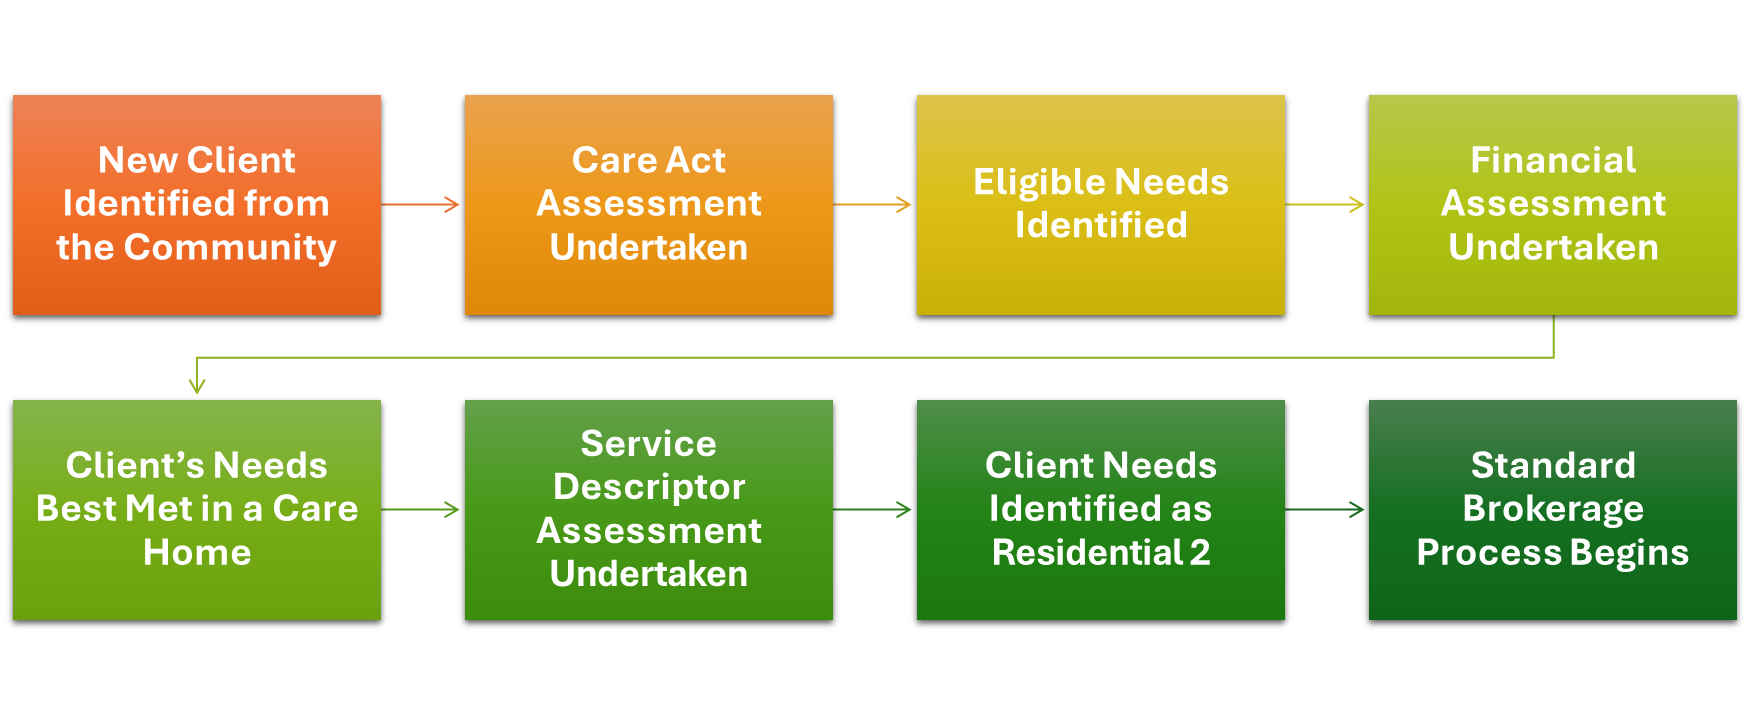 New Client
Identified from
the Community
Care Act
Assessment
Undertaken
Eligible Needs
Identified
Financial
Assessment
Undertaken
Client’s Needs
Best Met in a Care
Home
Service
Descriptor
Assessment
Undertaken
Client Needs
Identified as
Residential 2
Standard
Brokerage
Process Begins